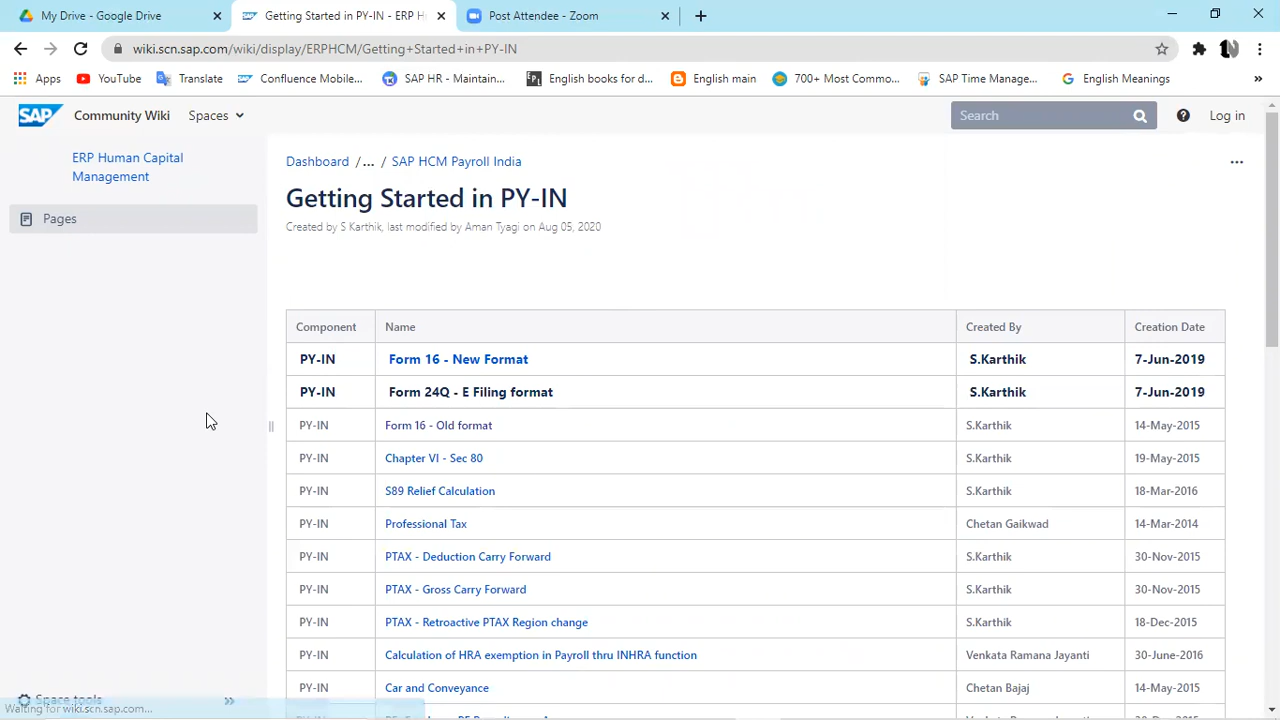 My Drive - Google Drive
Getting Started in PY-IN - ERP H
Post Attendee - Zoom
wiki.scn.sap.com/wiki/display/ERPHCM/Getting+Started+in+PY-IN
Apps
YouTube
Translate
Confluence Mobile...
SAP HR - Maintain...
English books for d...
English main
700+ Most Commo...
SAP Time Manage...
English Meanings
SAP
Community Wiki
Spaces
Search
Log in
ERP Human Capital
Management
Pages
Dashboard /... / SAP HCM Payroll India
Getting Started in PY-IN
Created by S Karthik, last modified by Aman Tyagi on Aug 05, 2020
Component Name Created By Creation Date
PY-IN Form 16 - New Format S.Karthik 7-Jun-2019
PY-IN Form 24Q - E Filing format S.Karthik 7-Jun-2019
PY-IN Form 16 - Old format S.Karthik 14-May-2015
PY-IN Chapter VI - Sec 80 S.Karthik 19-May-2015
PY-IN S89 Relief Calculation S.Karthik 18-Mar-2016
PY-IN Professional Tax Chetan Gaikwad 14-Mar-2014
PY-IN PTAX - Deduction Carry Forward S.Karthik 30-Nov-2015
PY-IN PTAX - Gross Carry Forward S.Karthik 30-Nov-2015
PY-IN PTAX - Retroactive PTAX Region change S.Karthik 18-Dec-2015
PY-IN Calculation of HRA exemption in Payroll thru INHRA function Venkata Ramana Jayanti 30-June-2016
PY-IN Car and Conveyance Chetan Bajaj 14-May-2015
Space tools
Waiting for wiki.scn.sap.com...